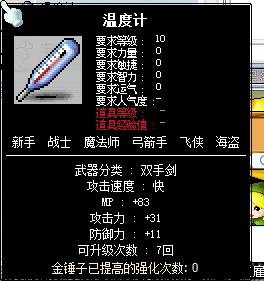 温度计
要求等级： 10
要求力量： 0
要求敏捷： 0
要求智力： 0
要求运气： 0
要求人气度： -
道具等级： -
道具经验值： -
新手 战士 魔法师 弓箭手 飞侠 海盗
武器分类 : 双手剑
攻击速度 : 快
MP : +83
攻击力 : +31
防御力 : +11
可升级次数 : 7回
金锤子已提高的强化次数: 0
雇